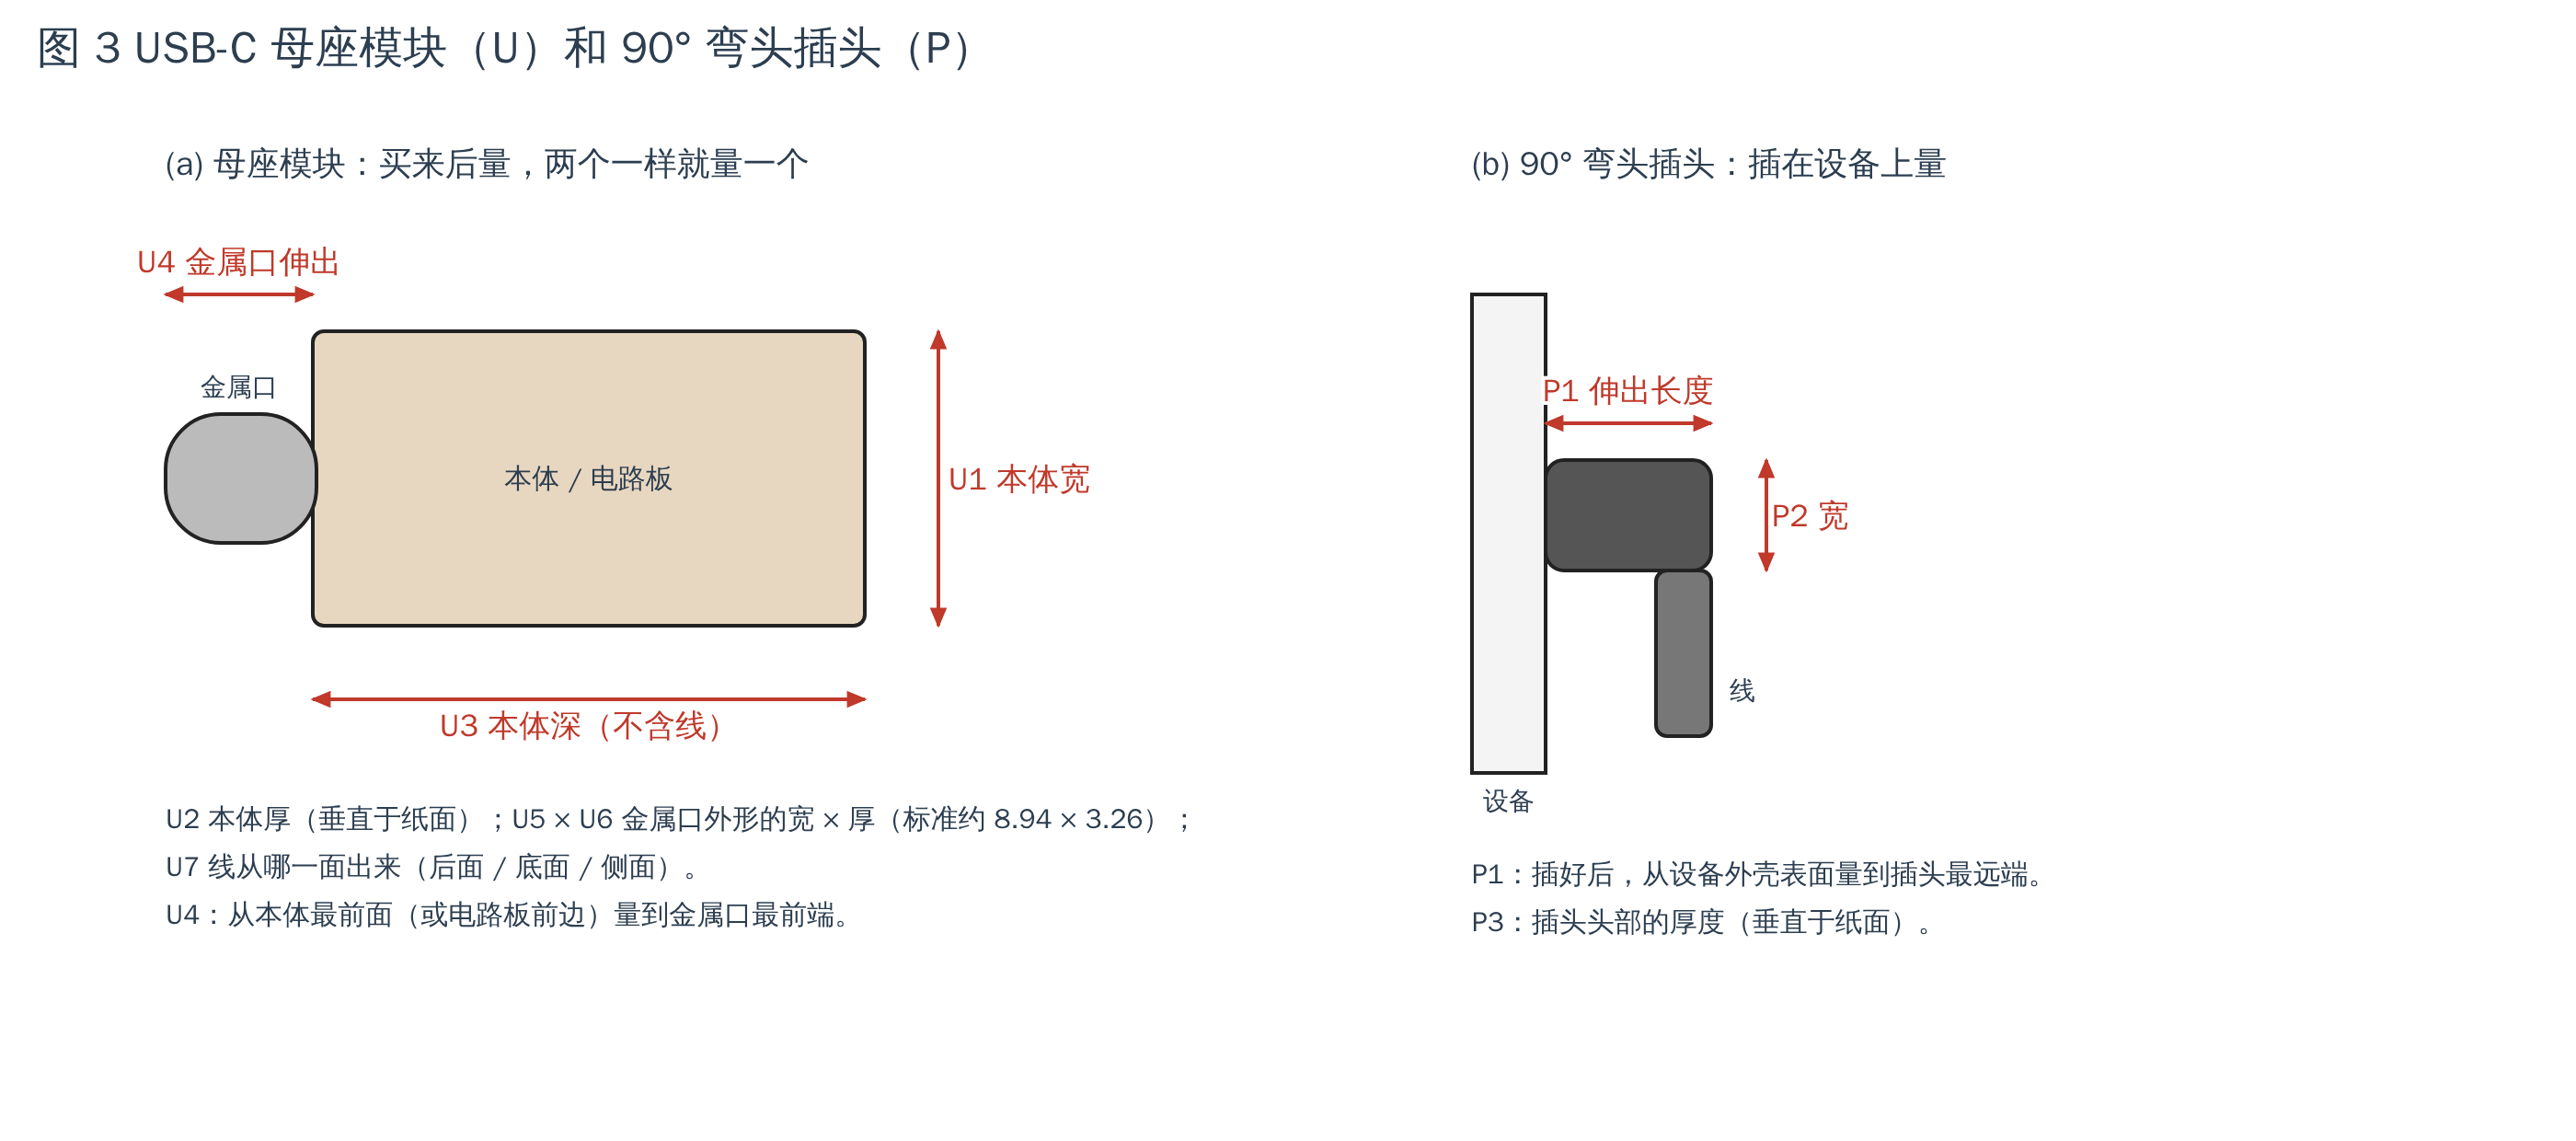 图 3 USB-C 母座模块（U）和 90° 弯头插头（P）
(a) 母座模块：买来后量，两个一样就量一个
(b) 90° 弯头插头：插在设备上量
U4 金属口伸出
金属口
本体 / 电路板
U1 本体宽
U3 本体深（不含线）
U2 本体厚（垂直于纸面）；U5 × U6 金属口外形的宽 × 厚（标准约 8.94 × 3.26）；
U7 线从哪一面出来（后面 / 底面 / 侧面）。
U4：从本体最前面（或电路板前边）量到金属口最前端。
P1 伸出长度
P2 宽
线
设备
P1：插好后，从设备外壳表面量到插头最远端。
P3：插头头部的厚度（垂直于纸面）。